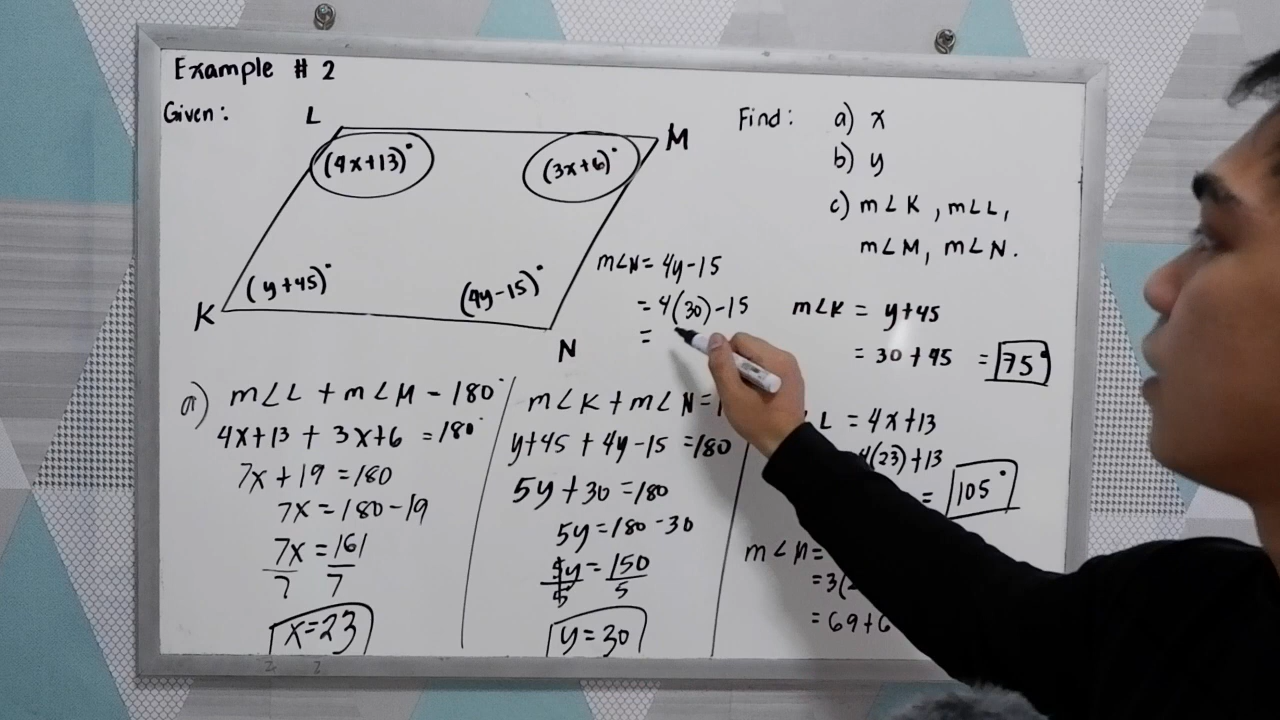 Example # 2
Given:
L
M
(4x+13)°
(3x+6)°
(y+45)°
(4y-15)°
K
N
Find: a) x
b) y
c) m∠K, m∠L,
m∠M, m∠N.
m∠N = 4y-15
= 4(30)-15
=
m∠K = y+45
= 30+45 = 75°
a) m∠L + m∠M = 180°
4x+13 + 3x+6 = 180°
7x + 19 = 180
7x = 180-19
7x = 161
7 7
x=23
m∠K + m∠N =
y+45 + 4y-15 = 180
5y + 30 = 180
5y = 180-30
5y = 150
5 5
y = 30
L = 4x+13
4(23)+13
= 105°
m∠M =
= 3(
= 69+6